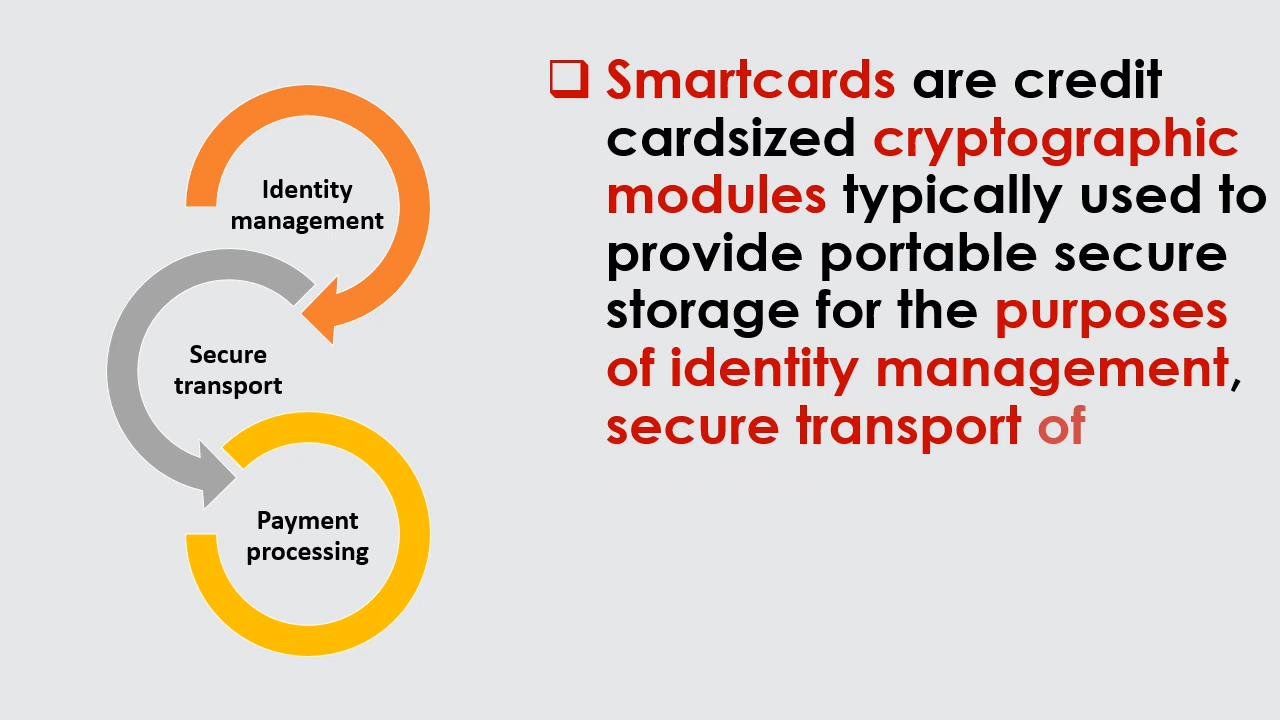 Identity
management
Secure
transport
Payment
processing
Smartcards are credit
cardsized cryptographic
modules typically used to
provide portable secure
storage for the purposes
of identity management,
secure transport of